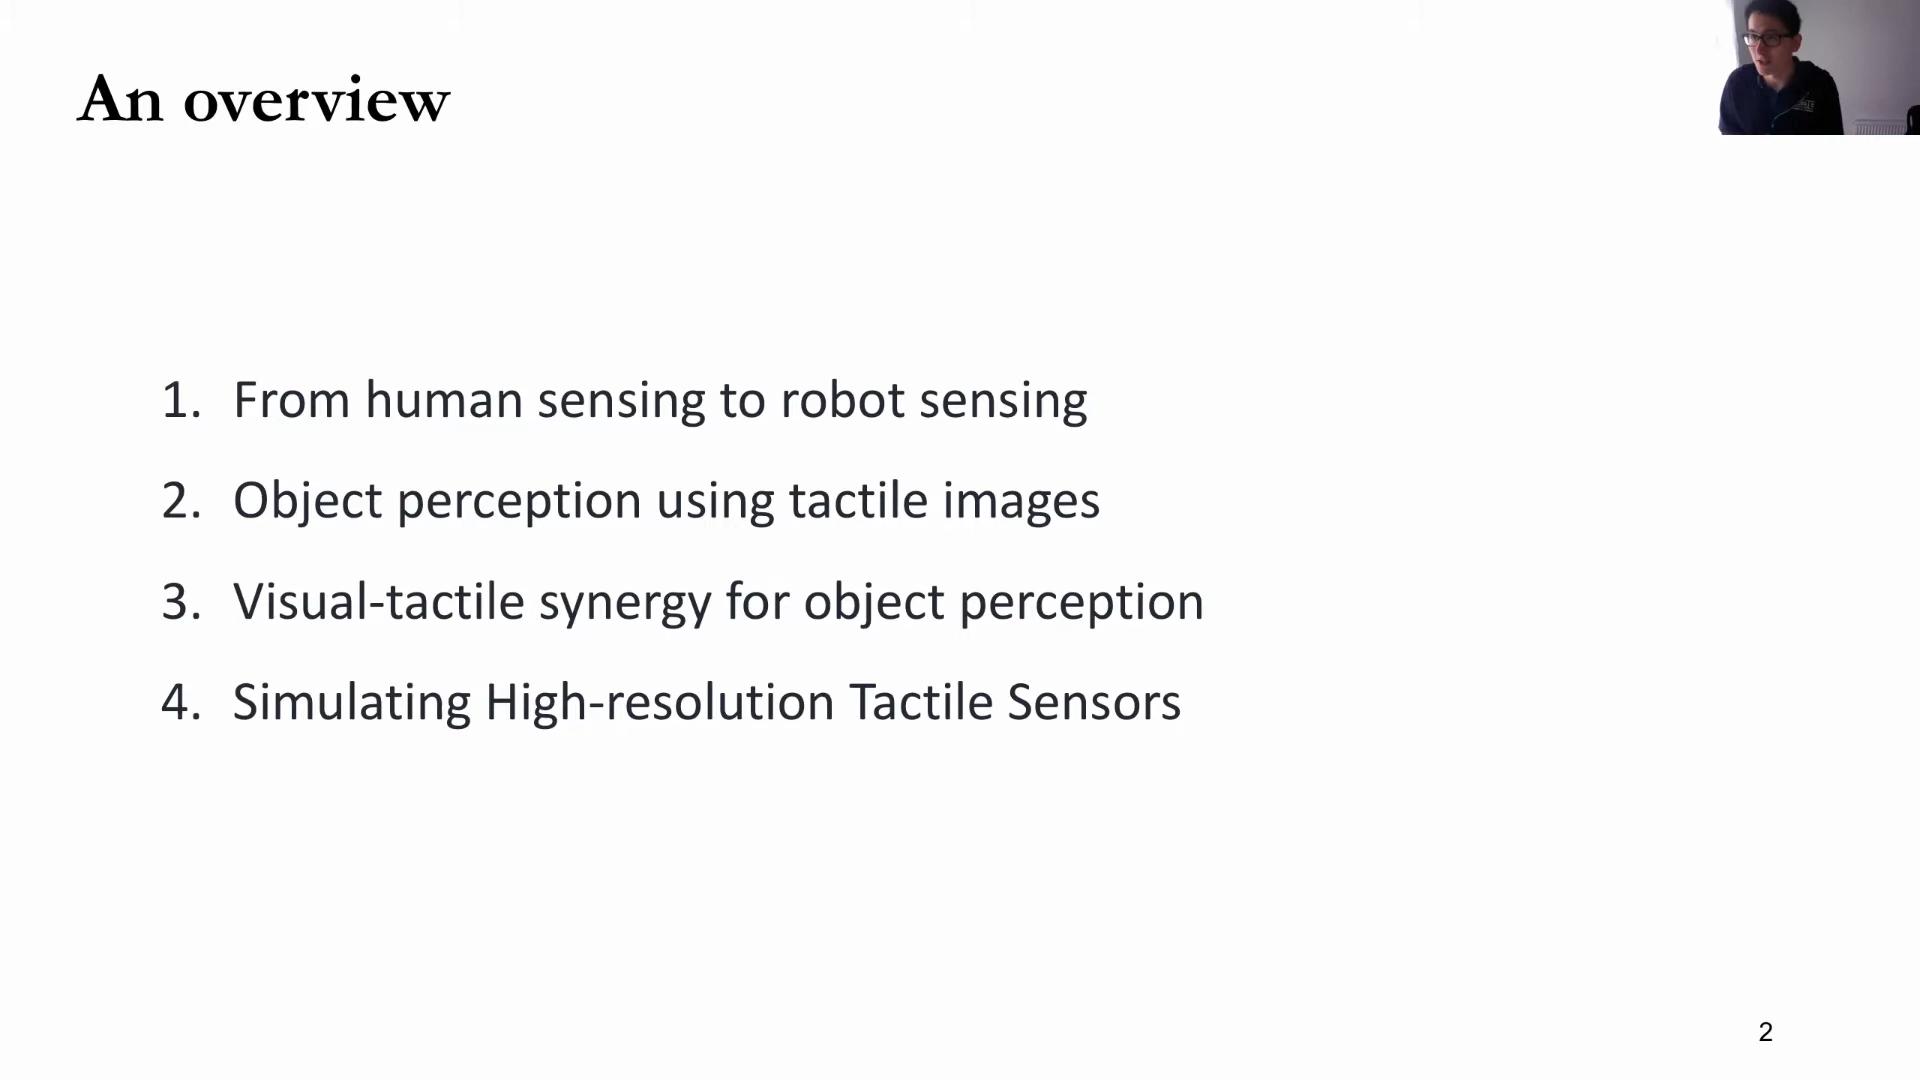 An overview
1. From human sensing to robot sensing
2. Object perception using tactile images
3. Visual-tactile synergy for object perception
4. Simulating High-resolution Tactile Sensors
2